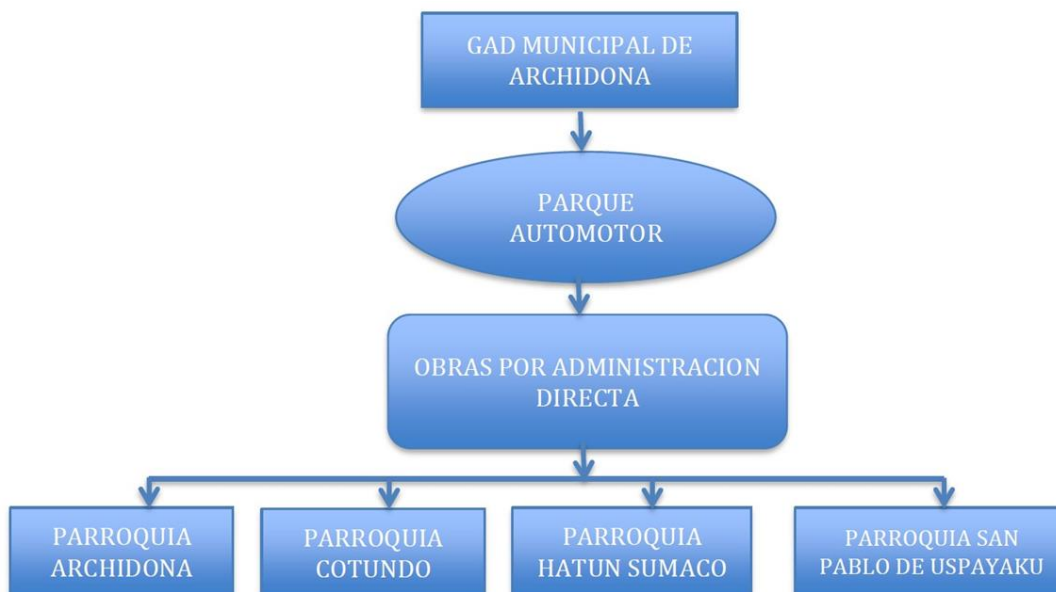 GAD MUNICIPAL DE
ARCHIDONA
PARQUE
AUTOMOTOR
OBRAS POR ADMINISTRACION
DIRECTA
PARROQUIA
ARCHIDONA
PARROQUIA
COTUNDO
PARROQUIA
HATUN SUMACO
PARROQUIA SAN
PABLO DE USPAYAKU